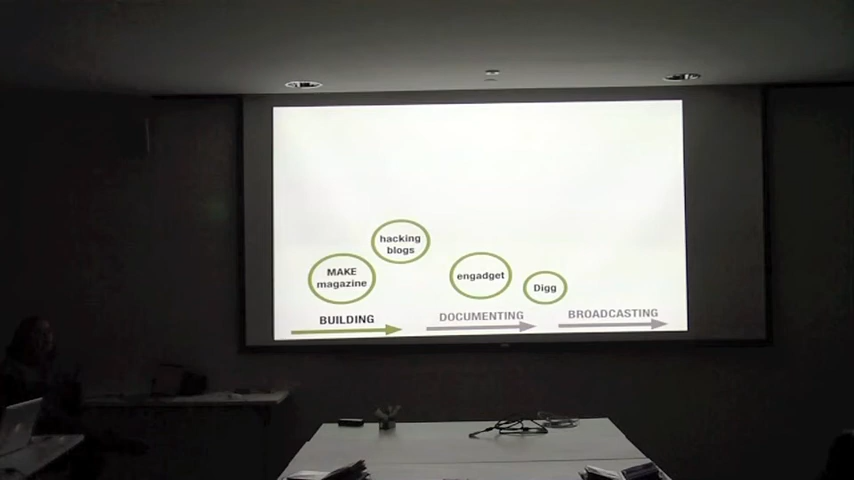 hacking
blogs
MAKE
magazine
engadget
Digg
BUILDING
DOCUMENTING
BROADCASTING